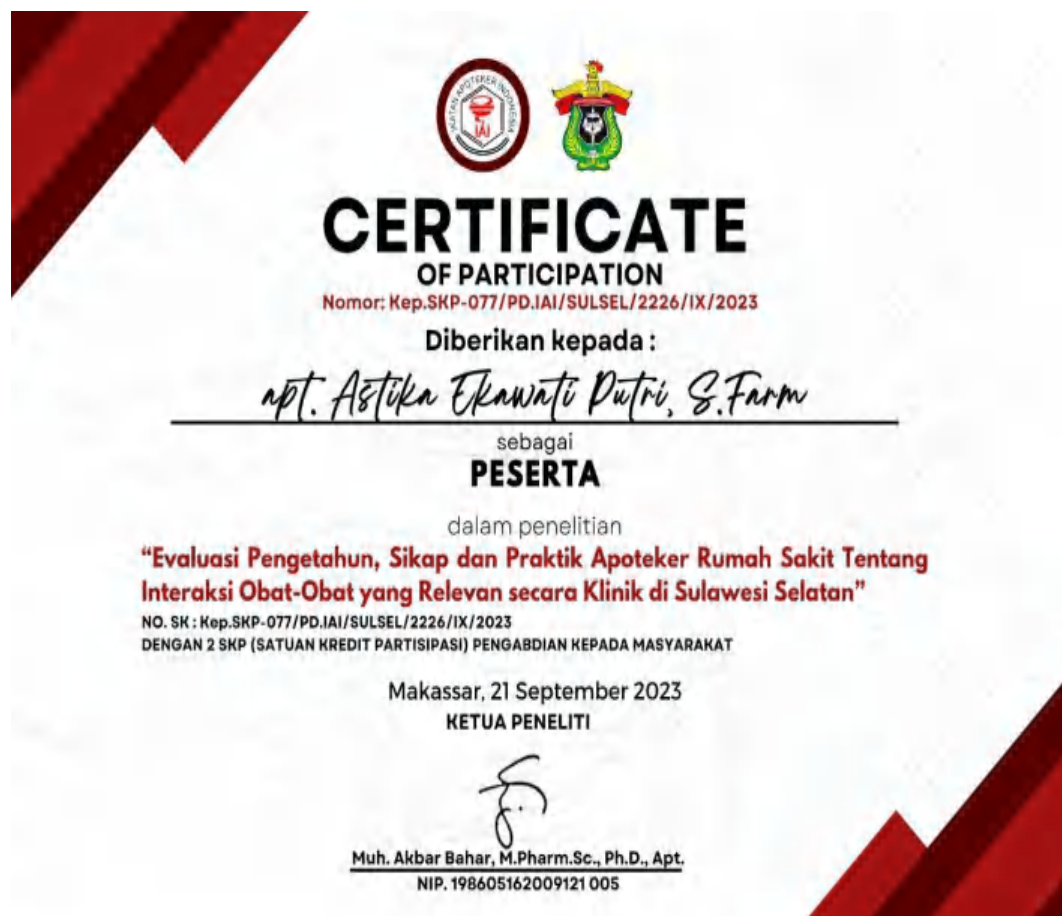 IKATAN APOTEKER INDONESIA
IAI
CERTIFICATE
OF PARTICIPATION
Nomor: Kep.SKP-077/PD.IAI/SULSEL/2226/IX/2023
Diberikan kepada :
apt. Astika Ekawati Putri, S.Farm
sebagai
PESERTA
dalam penelitian
“Evaluasi Pengetahun, Sikap dan Praktik Apoteker Rumah Sakit Tentang
Interaksi Obat-Obat yang Relevan secara Klinik di Sulawesi Selatan”
NO. SK : Kep.SKP-077/PD.IAI/SULSEL/2226/IX/2023
DENGAN 2 SKP (SATUAN KREDIT PARTISIPASI) PENGABDIAN KEPADA MASYARAKAT
Makassar, 21 September 2023
KETUA PENELITI
Muh. Akbar Bahar, M.Pharm.Sc., Ph.D., Apt.
NIP. 198605162009121 005